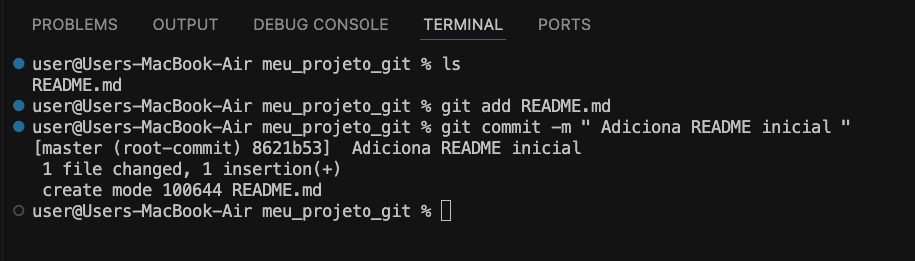 PROBLEMS OUTPUT DEBUG CONSOLE TERMINAL PORTS
user@Users-MacBook-Air meu_projeto_git % ls
README.md
user@Users-MacBook-Air meu_projeto_git % git add README.md
user@Users-MacBook-Air meu_projeto_git % git commit -m " Adiciona README inicial "
[master (root-commit) 8621b53]  Adiciona README inicial
 1 file changed, 1 insertion(+)
 create mode 100644 README.md
user@Users-MacBook-Air meu_projeto_git %